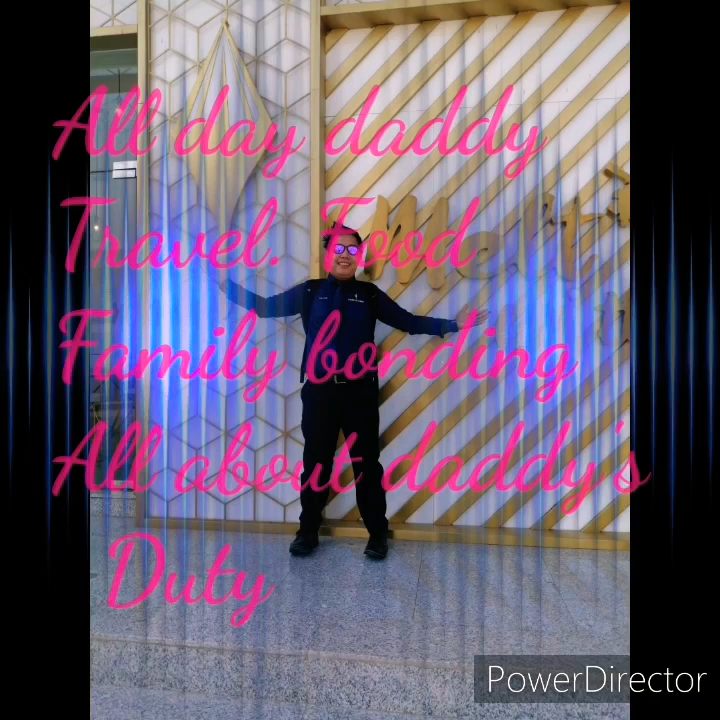 All day daddy
Travel. Food
Family bonding
All about daddy's
Duty
PowerDirector